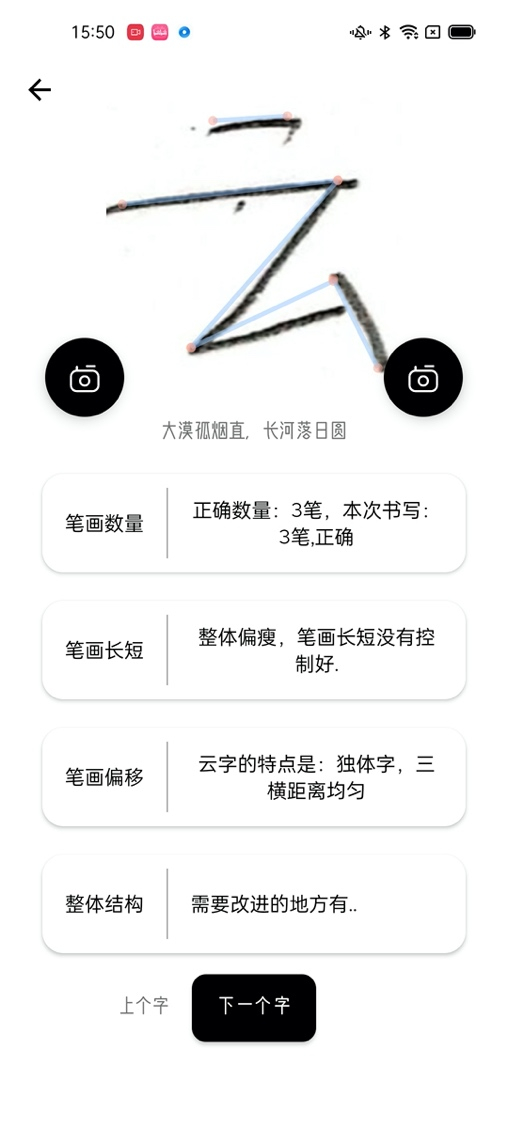 15:50
云
大漠孤烟直，长河落日圆
笔画数量
正确数量：3笔，本次书写：
3笔,正确
笔画长短
整体偏瘦，笔画长短没有控
制好.
笔画偏移
云字的特点是：独体字，三
横距离均匀
整体结构
需要改进的地方有..
上个字
下一个字